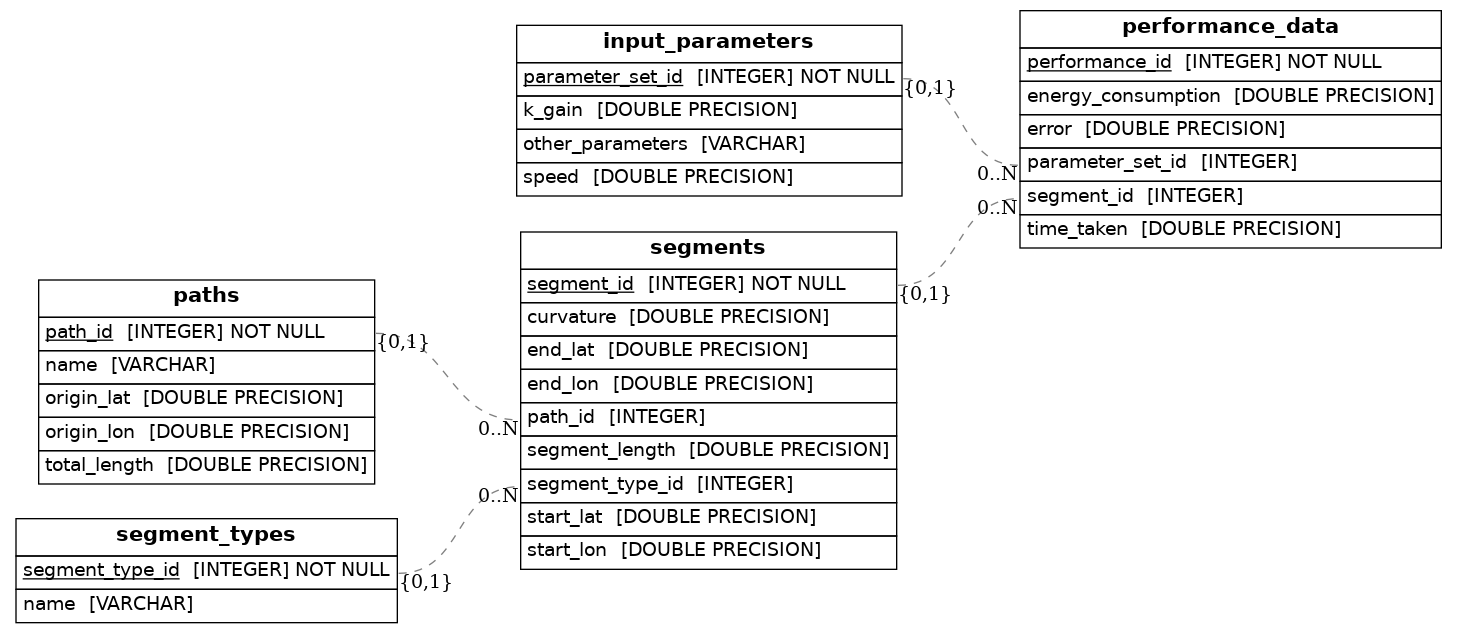 input_parameters
parameter_set_id [INTEGER] NOT NULL
k_gain [DOUBLE PRECISION]
other_parameters [VARCHAR]
speed [DOUBLE PRECISION]
{0,1}
0..N
performance_data
performance_id [INTEGER] NOT NULL
energy_consumption [DOUBLE PRECISION]
error [DOUBLE PRECISION]
parameter_set_id [INTEGER]
segment_id [INTEGER]
time_taken [DOUBLE PRECISION]
0..N
{0,1}
segments
segment_id [INTEGER] NOT NULL
curvature [DOUBLE PRECISION]
end_lat [DOUBLE PRECISION]
end_lon [DOUBLE PRECISION]
path_id [INTEGER]
segment_length [DOUBLE PRECISION]
segment_type_id [INTEGER]
start_lat [DOUBLE PRECISION]
start_lon [DOUBLE PRECISION]
paths
path_id [INTEGER] NOT NULL
name [VARCHAR]
origin_lat [DOUBLE PRECISION]
origin_lon [DOUBLE PRECISION]
total_length [DOUBLE PRECISION]
{0,1}
0..N
segment_types
segment_type_id [INTEGER] NOT NULL
name [VARCHAR]
0..N
{0,1}